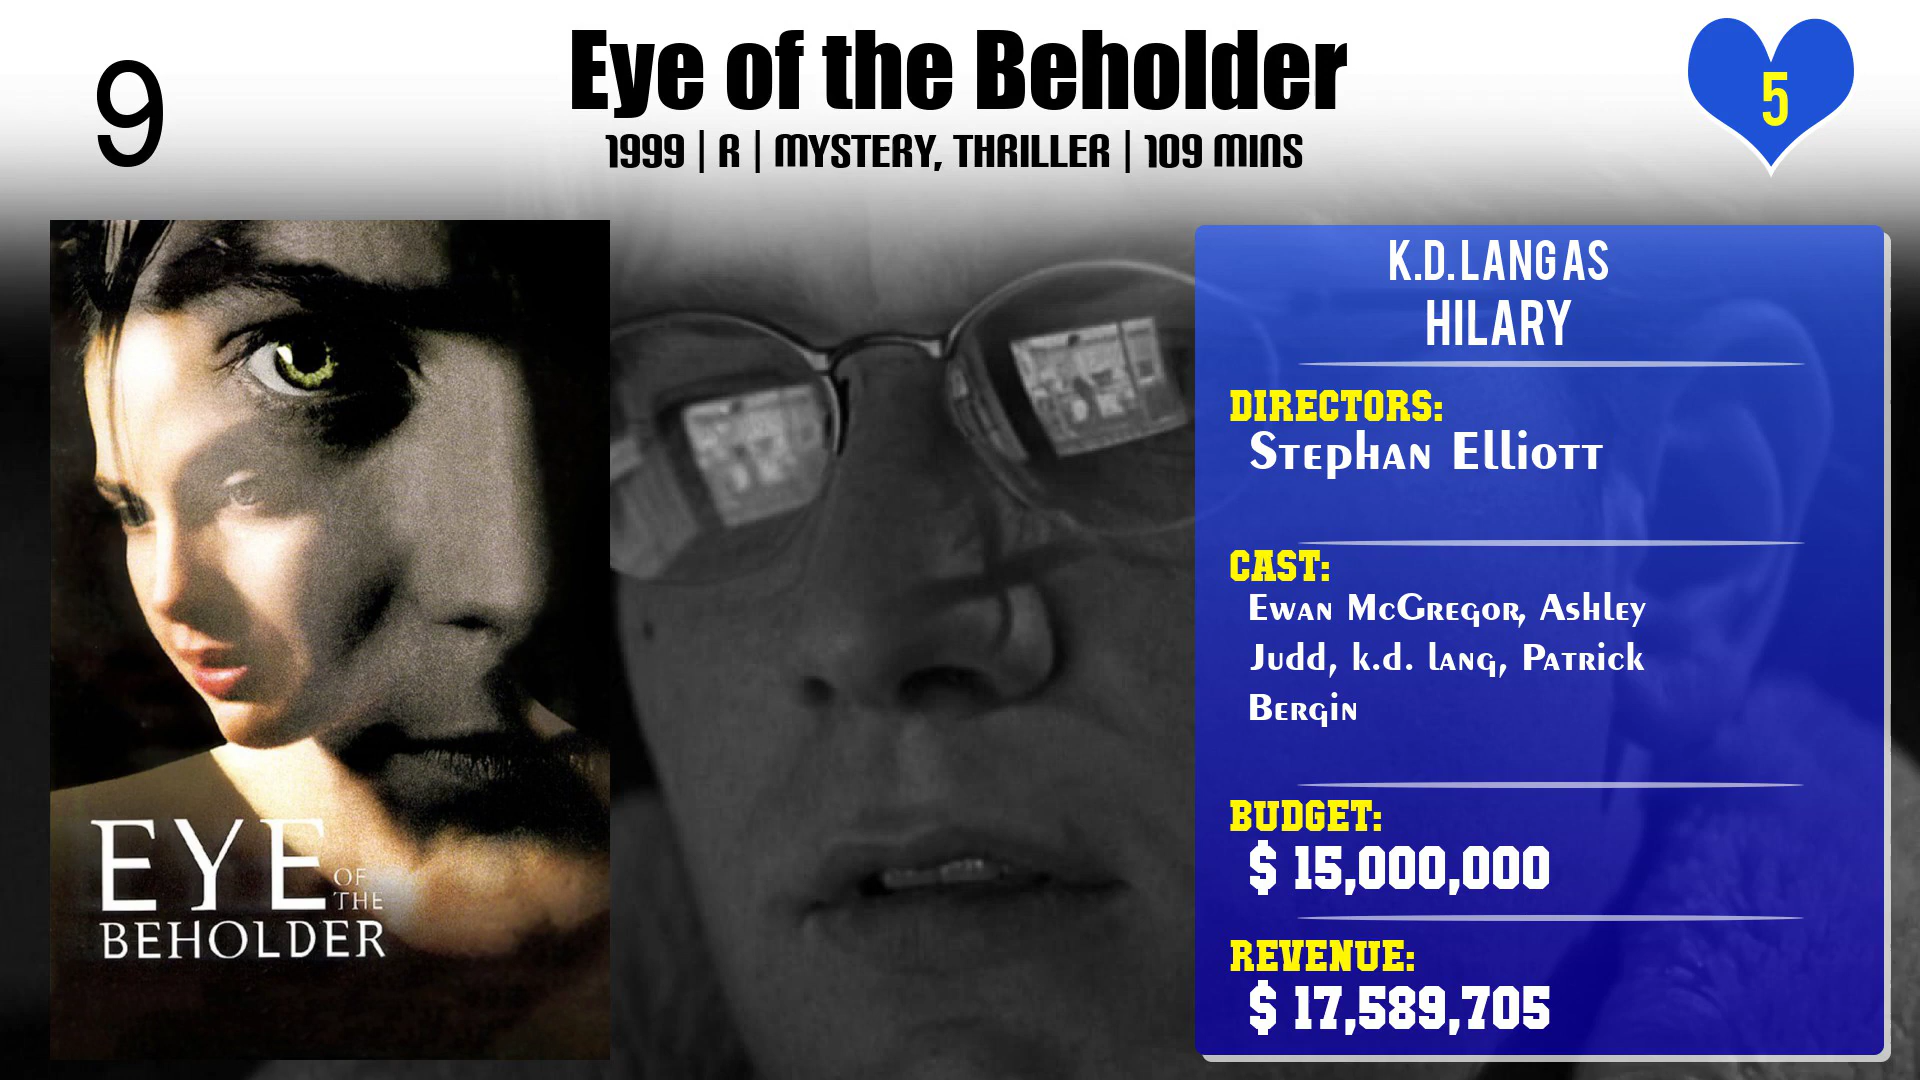 9
Eye of the Beholder
5
1999 | R | MYSTERY, THRILLER | 109 MINS
K.D. LANG AS
HILARY
DIRECTORS:
Stephan Elliott
CAST:
Ewan McGregor, Ashley
Judd, k.d. lang, Patrick
Bergin
BUDGET:
$ 15,000,000
REVENUE:
$ 17,589,705
EYE
OF
THE
BEHOLDER